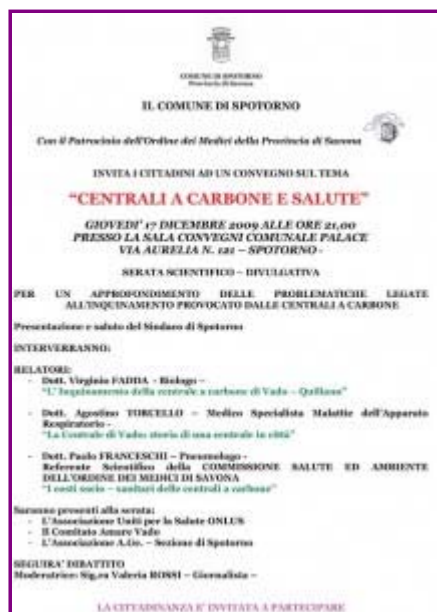 COMUNE DI SPOTORNO
Provincia di Savona
IL COMUNE DI SPOTORNO
Con il Patrocinio dell'Ordine dei Medici della Provincia di Savona
INVITA I CITTADINI AD UN CONVEGNO SUL TEMA
“CENTRALI A CARBONE E SALUTE”
GIOVEDI' 17 DICEMBRE 2009 ALLE ORE 21,00
PRESSO LA SALA CONVEGNI COMUNALE PALACE
VIA AURELIA N. 121 – SPOTORNO -
SERATA SCIENTIFICO – DIVULGATIVA
PER UN APPROFONDIMENTO DELLE PROBLEMATICHE LEGATE
ALL'INQUINAMENTO PROVOCATO DALLE CENTRALI A CARBONE
Presentazione e saluto del Sindaco di Spotorno
INTERVERRANNO:
RELATORI:
- Dott. Virginio FADDA - Biologo –
“L' Inquinamento della centrale a carbone di Vado – Quiliano”
- Dott. Agostino TORCELLO – Medico Specialista Malattie dell'Apparato
Respiratorio -
“La Centrale di Vado: storia di una centrale in città”
- Dott. Paolo FRANCESCHI – Pneumologo -
Referente Scientifico della COMMISSIONE SALUTE ED AMBIENTE
DELL'ORDINE DEI MEDICI DI SAVONA
“I costi socio – sanitari delle centrali a carbone”
Saranno presenti alla serata:
- L'Associazione Uniti per la Salute ONLUS
- Il Comitato Amare Vado
- L'Associazione A.Ge. – Sezione di Spotorno
SEGUIRA' DIBATTITO
Moderatrice: Sig.ra Valeria ROSSI – Giornalista –
LA CITTADINANZA E' INVITATA A PARTECIPARE